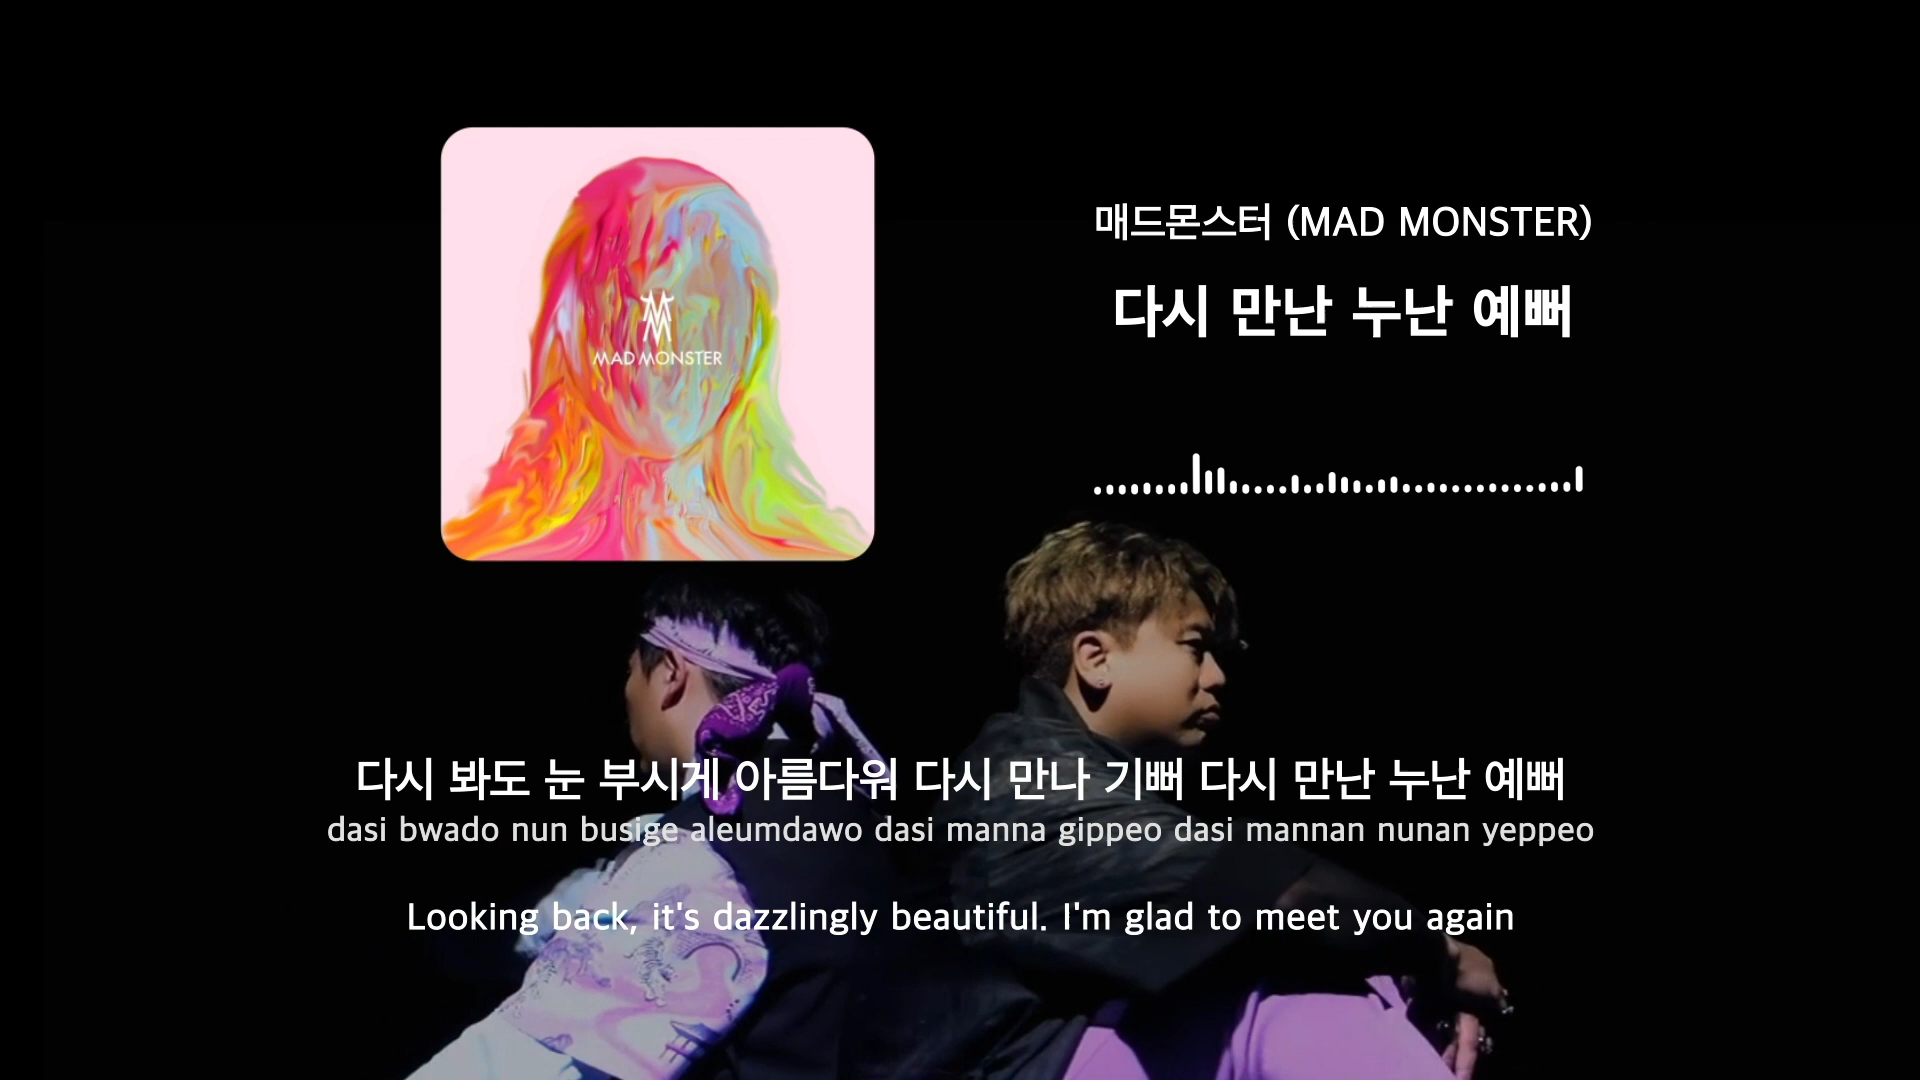 MAD MONSTER
매드몬스터 (MAD MONSTER)
다시 만난 누난 예뻐
다시 봐도 눈 부시게 아름다워 다시 만나 기뻐 다시 만난 누난 예뻐
dasi bwado nun busige aleumdawo dasi manna gippeo dasi mannan nunan yeppeo
Looking back, it's dazzlingly beautiful. I'm glad to meet you again